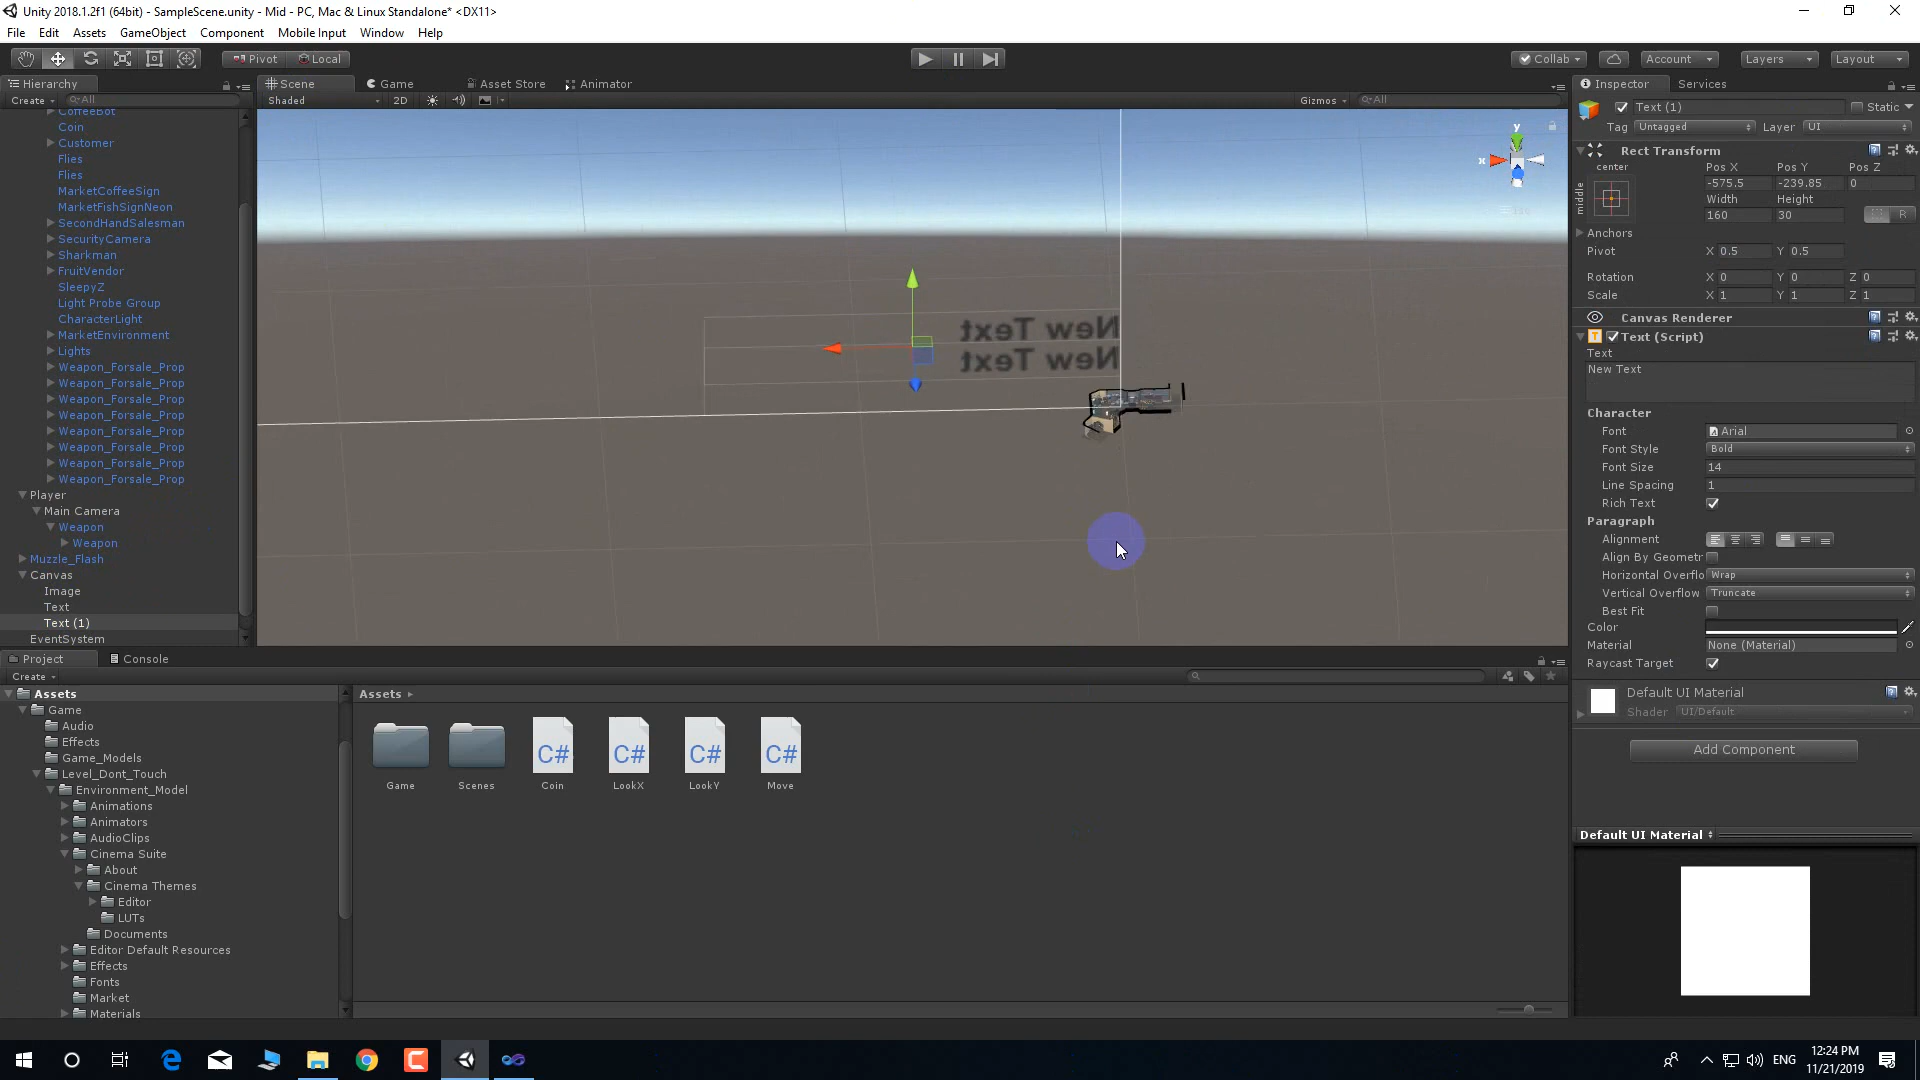 Unity 2018.1.2f1 (64bit) - SampleScene.unity - Mid - PC, Mac & Linux Standalone* <DX11>
File Edit Assets GameObject Component Mobile Input Window Help
Pivot Local Collab Account Layers Layout
Hierarchy Scene Game Asset Store Animator Inspector Services
Create All Shaded 2D Gizmos All
CoffeeBot
Coin
Customer
Flies
Flies
MarketCoffeeSign
MarketFishSignNeon
SecondHandSalesman
SecurityCamera
Sharkman
FruitVendor
SleepyZ
Light Probe Group
CharacterLight
MarketEnvironment
Lights
Weapon_Forsale_Prop
Weapon_Forsale_Prop
Weapon_Forsale_Prop
Weapon_Forsale_Prop
Weapon_Forsale_Prop
Weapon_Forsale_Prop
Weapon_Forsale_Prop
Weapon_Forsale_Prop
Player
Main Camera
Weapon
Weapon
Muzzle_Flash
Canvas
Image
Text
Text (1)
EventSystem
y
x
New Text
New Text
Text (1) Static
Tag Untagged Layer UI
Rect Transform
center Pos X Pos Y Pos Z
middle -575.5 -239.85 0
Width Height
160 30 R
Anchors
Pivot X 0.5 Y 0.5
Rotation X 0 Y 0 Z 0
Scale X 1 Y 1 Z 1
Canvas Renderer
Text (Script)
Text
New Text
Character
Font Arial
Font Style Bold
Font Size 14
Line Spacing 1
Rich Text
Paragraph
Alignment
Align By Geometr
Horizontal Overflo Wrap
Vertical Overflow Truncate
Best Fit
Color
Material None (Material)
Raycast Target
Default UI Material
Shader UI/Default
Add Component
Default UI Material
Project Console
Create
Assets
Game
Audio
Effects
Game_Models
Level_Dont_Touch
Environment_Model
Animations
Animators
AudioClips
Cinema Suite
About
Cinema Themes
Editor
LUTs
Documents
Editor Default Resources
Effects
Fonts
Market
Materials
Assets
C# C# C# C#
Game Scenes Coin LookX LookY Move
ENG
12:24 PM
11/21/2019